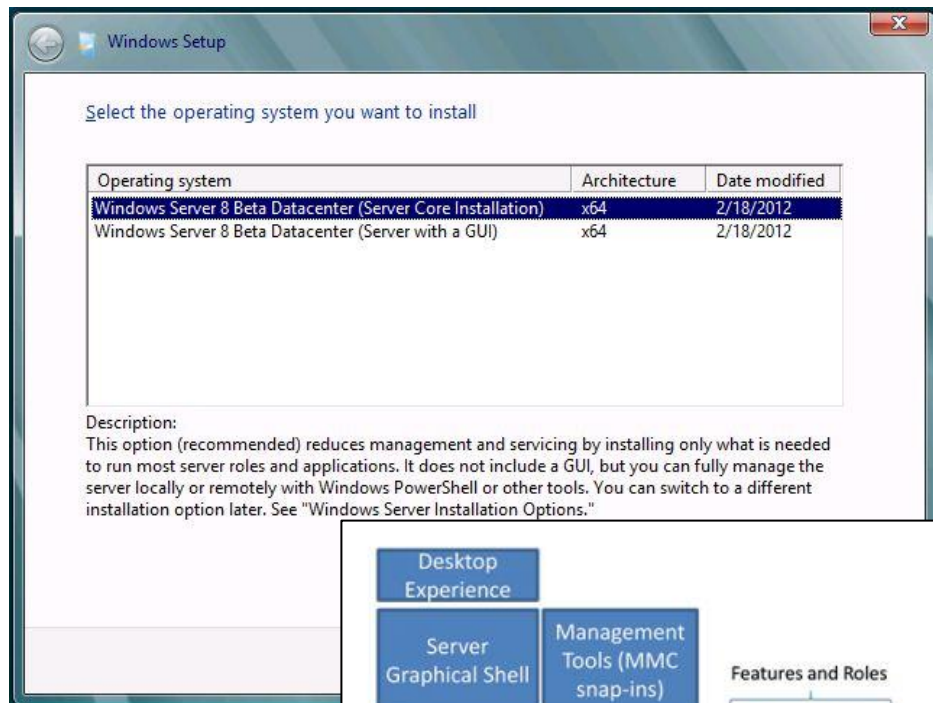 Windows Setup
Select the operating system you want to install
Operating system Architecture Date modified
Windows Server 8 Beta Datacenter (Server Core Installation) x64 2/18/2012
Windows Server 8 Beta Datacenter (Server with a GUI) x64 2/18/2012
Description:
This option (recommended) reduces management and servicing by installing only what is needed
to run most server roles and applications. It does not include a GUI, but you can fully manage the
server locally or remotely with Windows PowerShell or other tools. You can switch to a different
installation option later. See "Windows Server Installation Options."
Desktop
Experience
Server
Graphical Shell
Management
Tools (MMC
snap-ins)
Features and Roles